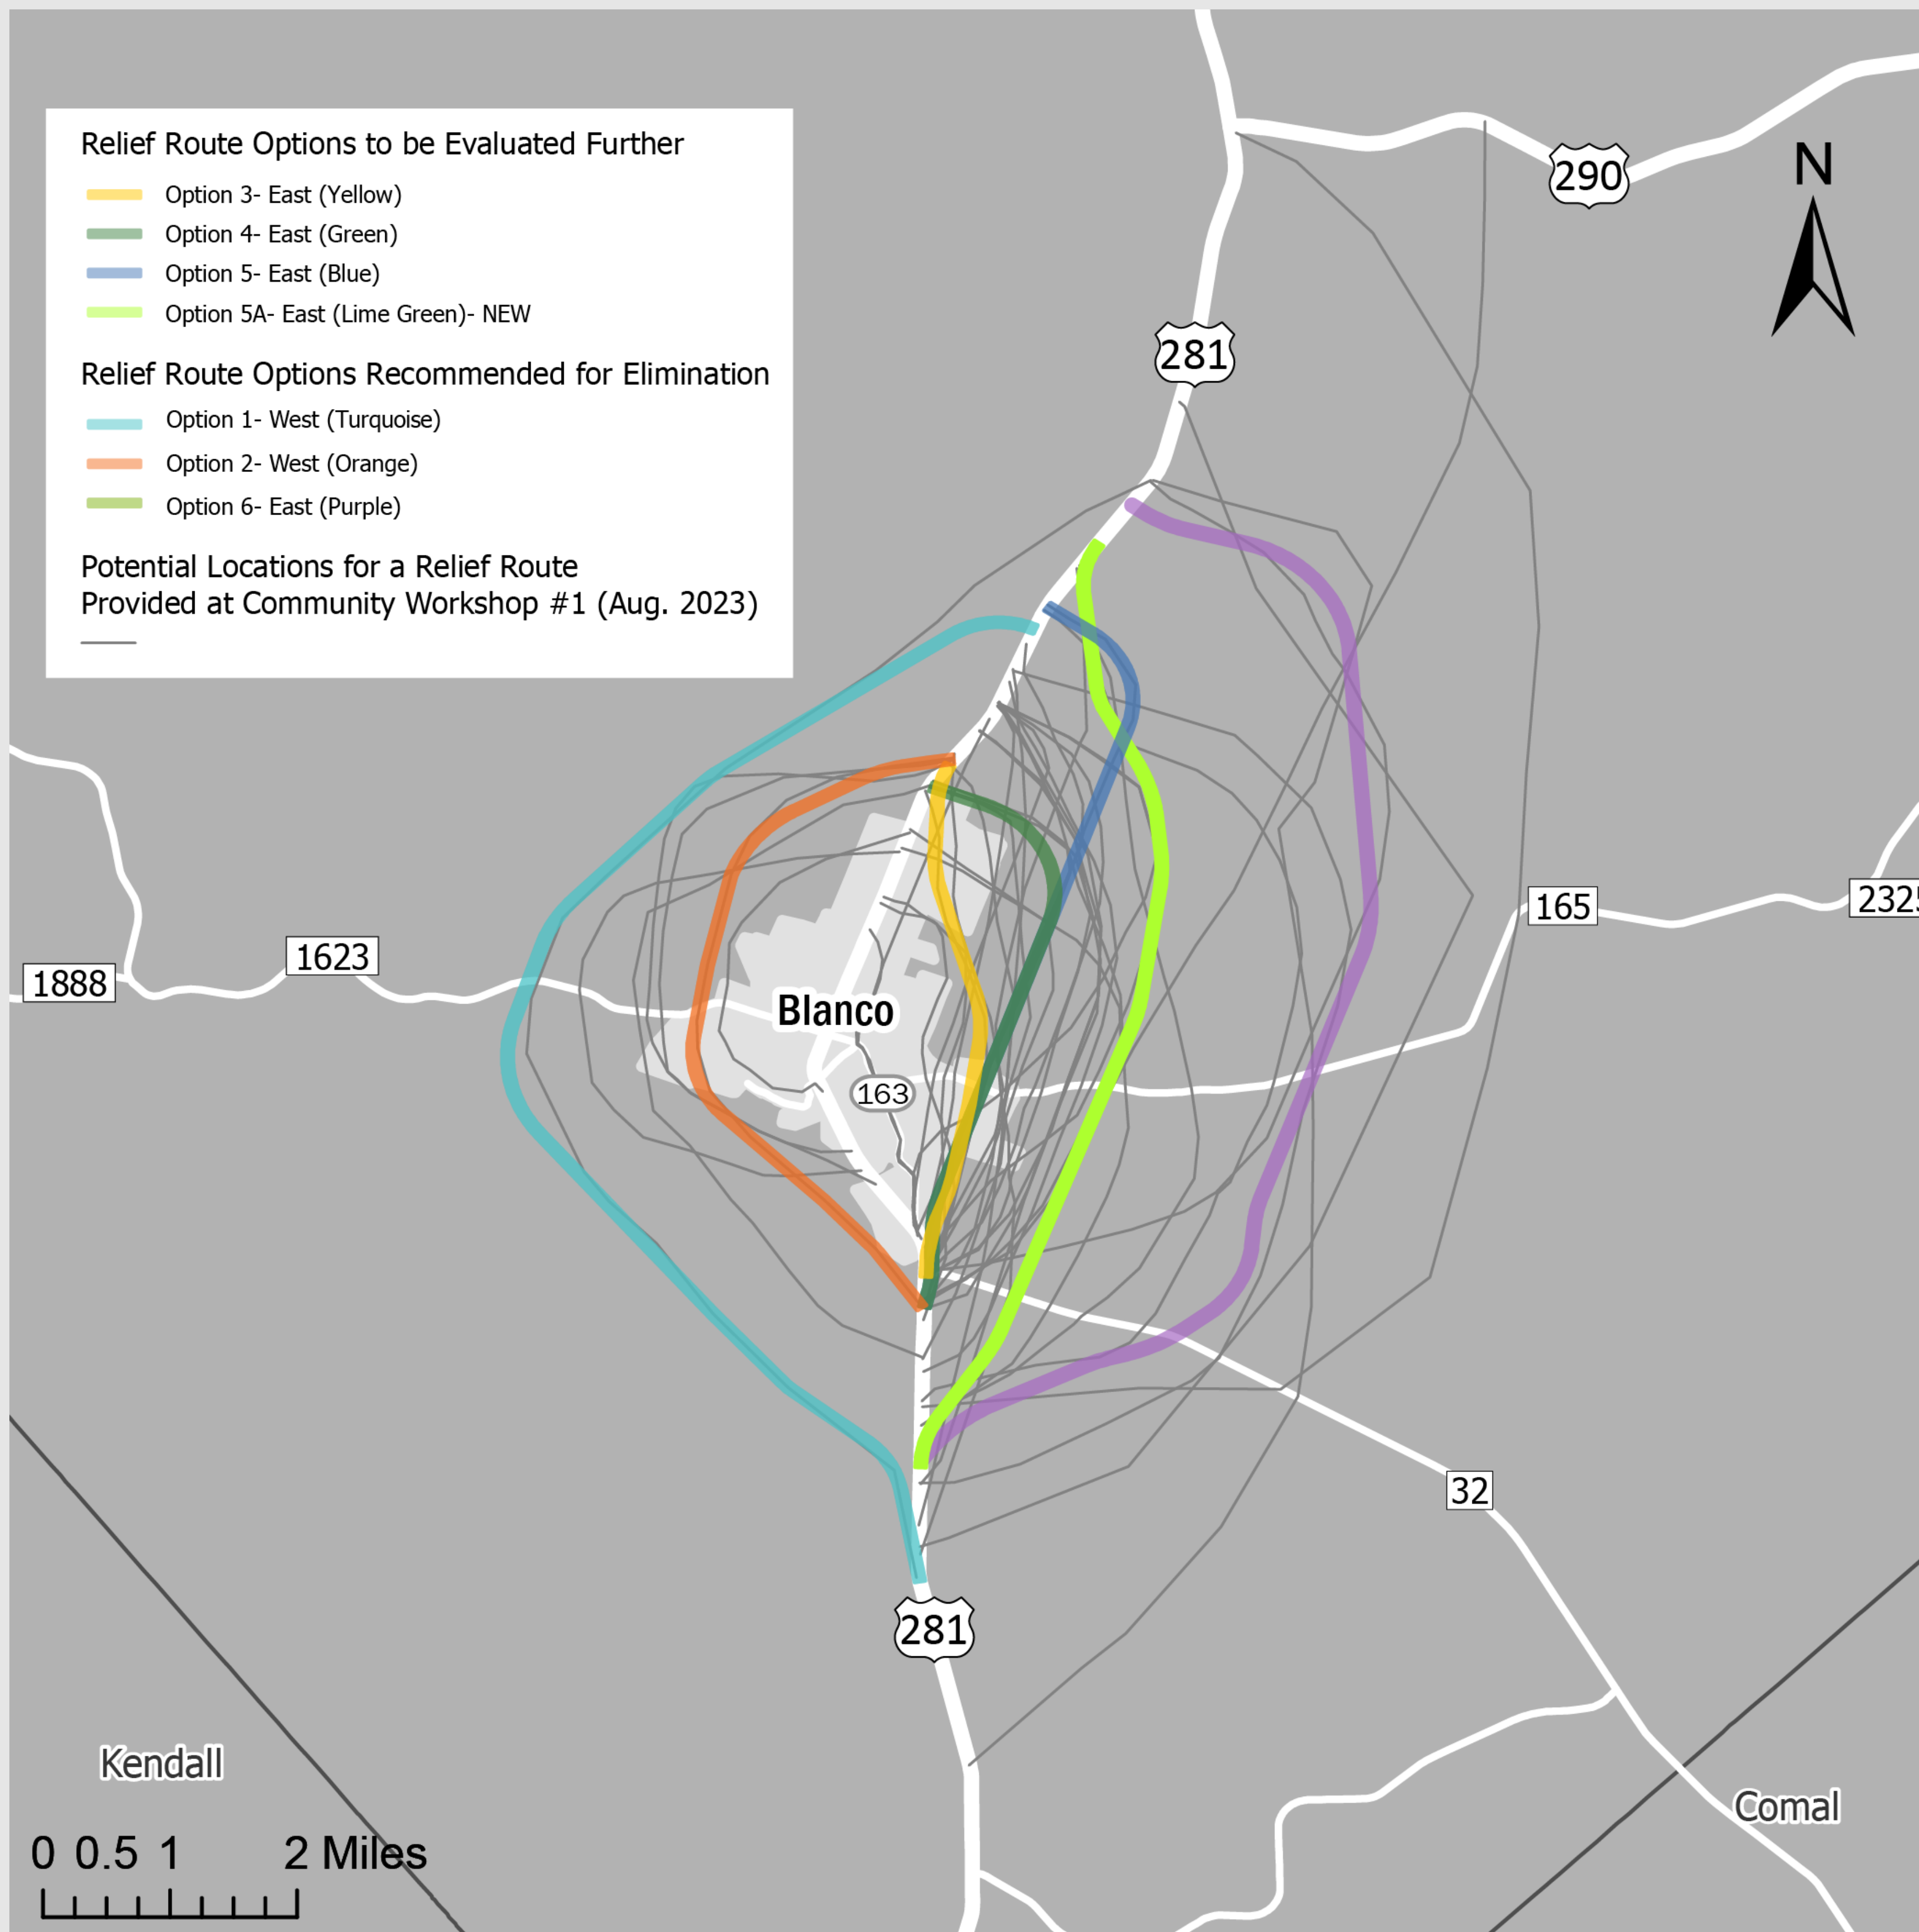 Relief Route Options to be Evaluated Further
Option 3- East (Yellow)
Option 4- East (Green)
Option 5- East (Blue)
Option 5A- East (Lime Green)- NEW
Relief Route Options Recommended for Elimination
Option 1- West (Turquoise)
Option 2- West (Orange)
Option 6- East (Purple)
Potential Locations for a Relief Route
Provided at Community Workshop #1 (Aug. 2023)
N
290
281
165
2325
1623
1888
Blanco
163
32
281
Kendall
Comal
0 0.5 1 2 Miles